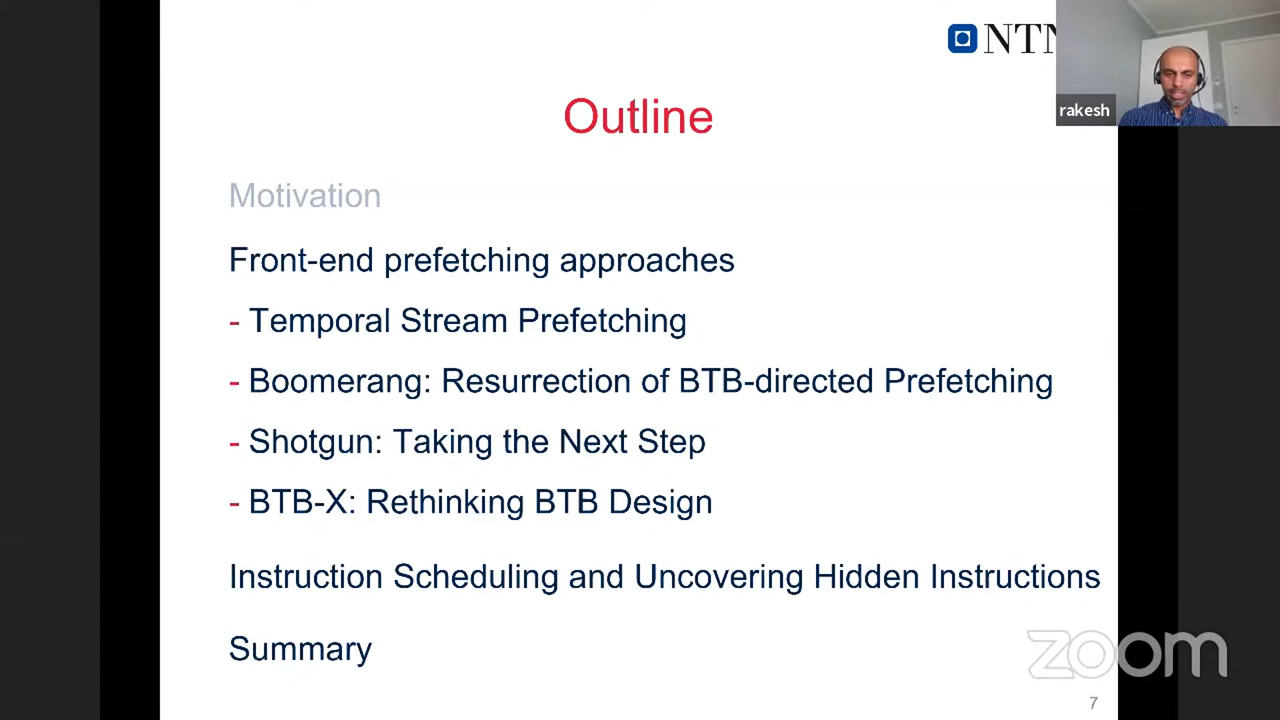 NTN
Outline
rakesh
Motivation
Front-end prefetching approaches
- Temporal Stream Prefetching
- Boomerang: Resurrection of BTB-directed Prefetching
- Shotgun: Taking the Next Step
- BTB-X: Rethinking BTB Design
Instruction Scheduling and Uncovering Hidden Instructions
Summary
zoom
7